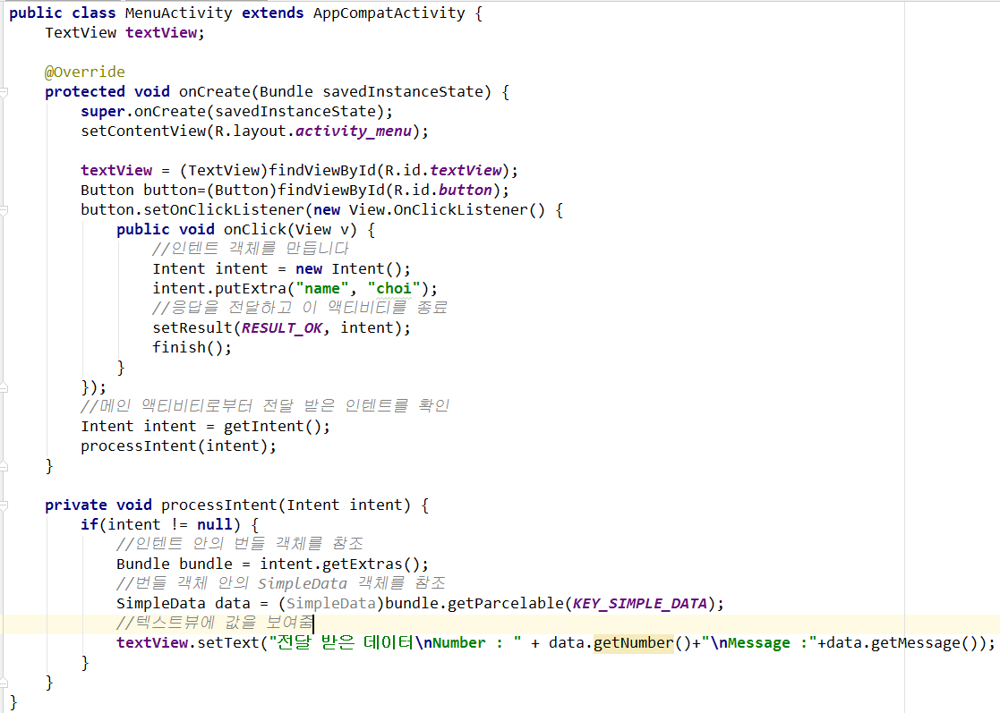 public class MenuActivity extends AppCompatActivity {
    TextView textView;

    @Override
    protected void onCreate(Bundle savedInstanceState) {
        super.onCreate(savedInstanceState);
        setContentView(R.layout.activity_menu);

        textView = (TextView)findViewById(R.id.textView);
        Button button=(Button)findViewById(R.id.button);
        button.setOnClickListener(new View.OnClickListener() {
            public void onClick(View v) {
                //인텐트 객체를 만듭니다
                Intent intent = new Intent();
                intent.putExtra("name", "choi");
                //응답을 전달하고 이 액티비티를 종료
                setResult(RESULT_OK, intent);
                finish();
            }
        });
        //메인 액티비티로부터 전달 받은 인텐트를 확인
        Intent intent = getIntent();
        processIntent(intent);
    }

    private void processIntent(Intent intent) {
        if(intent != null) {
            //인텐트 안의 번들 객체를 참조
            Bundle bundle = intent.getExtras();
            //번들 객체 안의 SimpleData 객체를 참조
            SimpleData data = (SimpleData)bundle.getParcelable(KEY_SIMPLE_DATA);
            //텍스트뷰에 값을 보여줌
            textView.setText("전달 받은 데이터\nNumber : " + data.getNumber()+"\nMessage :"+data.getMessage());
        }
    }
}